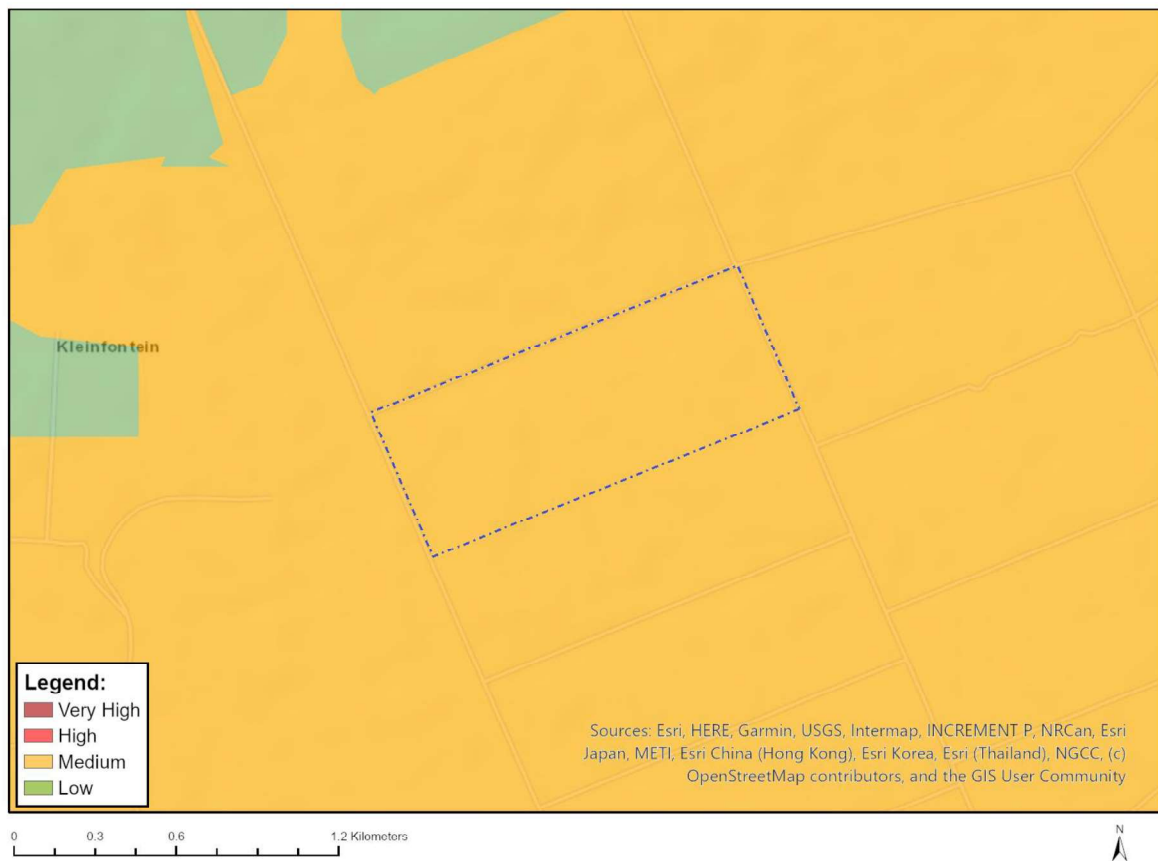 Kleinfontein
Legend:
Very High
High
Medium
Low
Sources: Esri, HERE, Garmin, USGS, Intermap, INCREMENT P, NRCan, Esri
Japan, METI, Esri China (Hong Kong), Esri Korea, Esri (Thailand), NGCC, (c)
OpenStreetMap contributors, and the GIS User Community
0 0.3 0.6 1.2 Kilometers
N